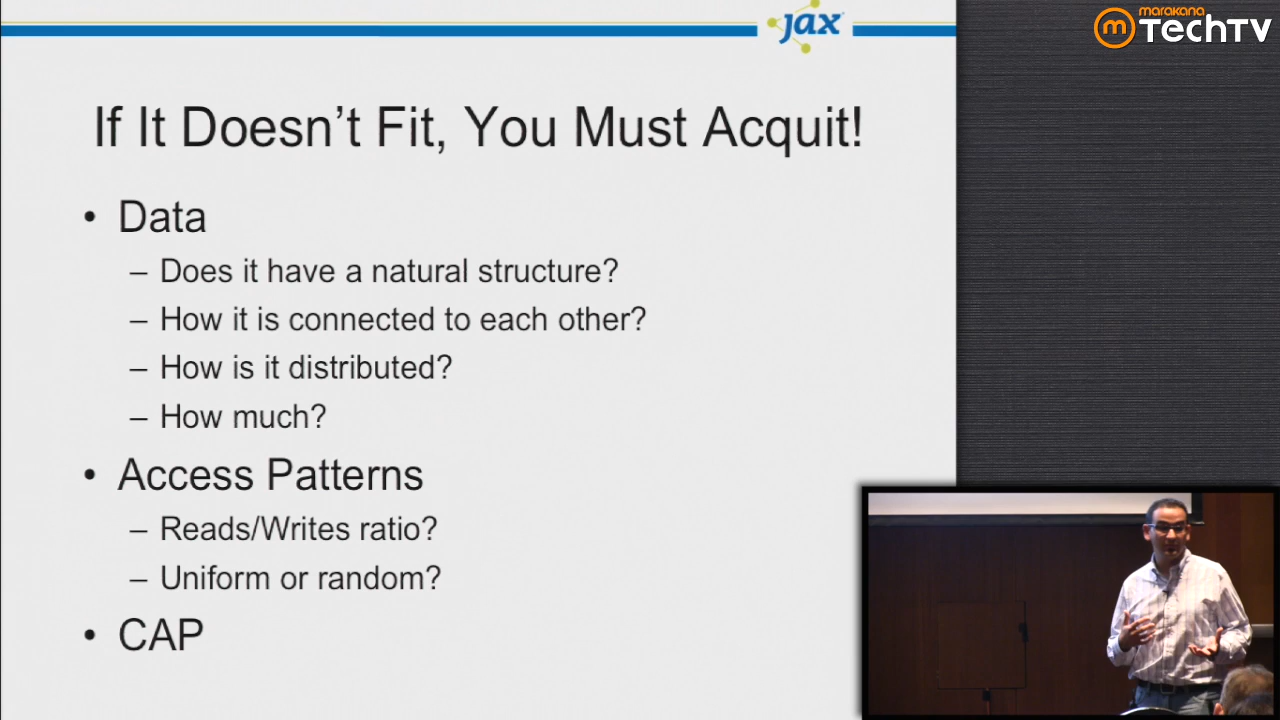 jax
marakana
m TechTV
If It Doesn't Fit, You Must Acquit!
• Data
– Does it have a natural structure?
– How it is connected to each other?
– How is it distributed?
– How much?
• Access Patterns
– Reads/Writes ratio?
– Uniform or random?
• CAP